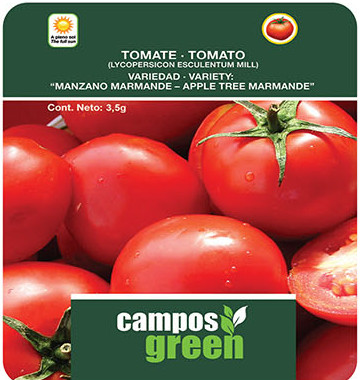 A pleno sol
The full sun
TOMATE - TOMATO
(LYCOPERSICON ESCULENTUM MILL)
VARIEDAD - VARIETY:
“MANZANO MARMANDE – APPLE TREE MARMANDE”
Cont. Neto: 3,5g
campos
green